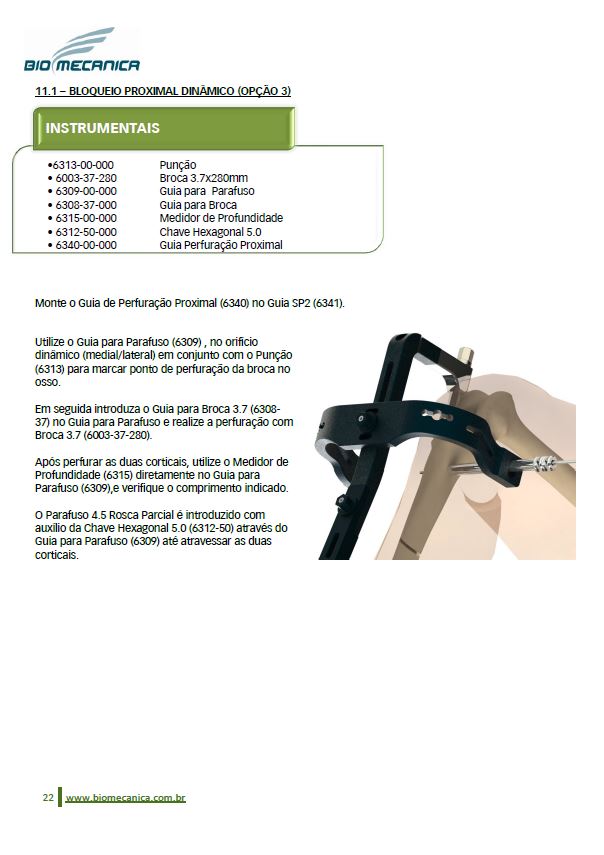 BIOMECANICA
11.1 – BLOQUEIO PROXIMAL DINÂMICO (OPÇÃO 3)
INSTRUMENTAIS
•6313-00-000 Punção
• 6003-37-280 Broca 3.7x280mm
• 6309-00-000 Guia para Parafuso
• 6308-37-000 Guia para Broca
• 6315-00-000 Medidor de Profundidade
• 6312-50-000 Chave Hexagonal 5.0
• 6340-00-000 Guia Perfuração Proximal
Monte o Guia de Perfuração Proximal (6340) no Guia SP2 (6341).
Utilize o Guia para Parafuso (6309) , no orificio
dinâmico (medial/lateral) em conjunto com o Punção
(6313) para marcar ponto de perfuração da broca no
osso.
Em seguida introduza o Guia para Broca 3.7 (6308-
37) no Guia para Parafuso e realize a perfuração com
Broca 3.7 (6003-37-280).
Após perfurar as duas corticais, utilize o Medidor de
Profundidade (6315) diretamente no Guia para
Parafuso (6309),e verifique o comprimento indicado.
O Parafuso 4.5 Rosca Parcial é introduzido com
auxilio da Chave Hexagonal 5.0 (6312-50) através do
Guia para Parafuso (6309) até atravessar as duas
corticais.
22 www.biomecanica.com.br